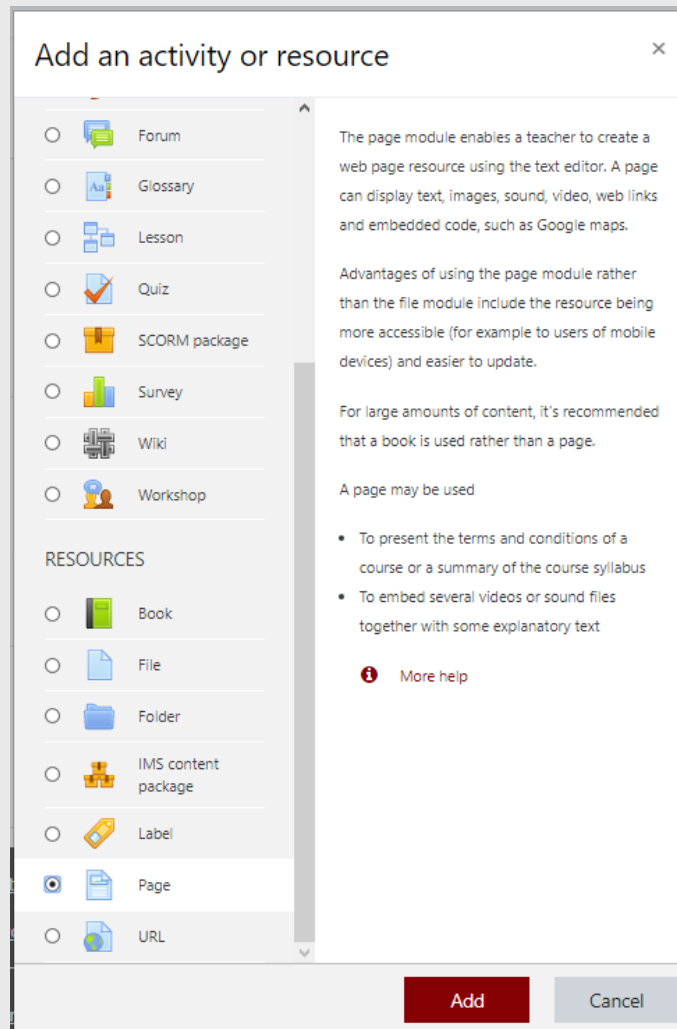 Add an activity or resource
×
Forum
Aa
Glossary
Lesson
Quiz
SCORM package
Survey
Wiki
Workshop
RESOURCES
Book
File
Folder
IMS content
package
Label
Page
URL
The page module enables a teacher to create a
web page resource using the text editor. A page
can display text, images, sound, video, web links
and embedded code, such as Google maps.
Advantages of using the page module rather
than the file module include the resource being
more accessible (for example to users of mobile
devices) and easier to update.
For large amounts of content, it's recommended
that a book is used rather than a page.
A page may be used
• To present the terms and conditions of a
course or a summary of the course syllabus
• To embed several videos or sound files
together with some explanatory text
More help
Add
Cancel